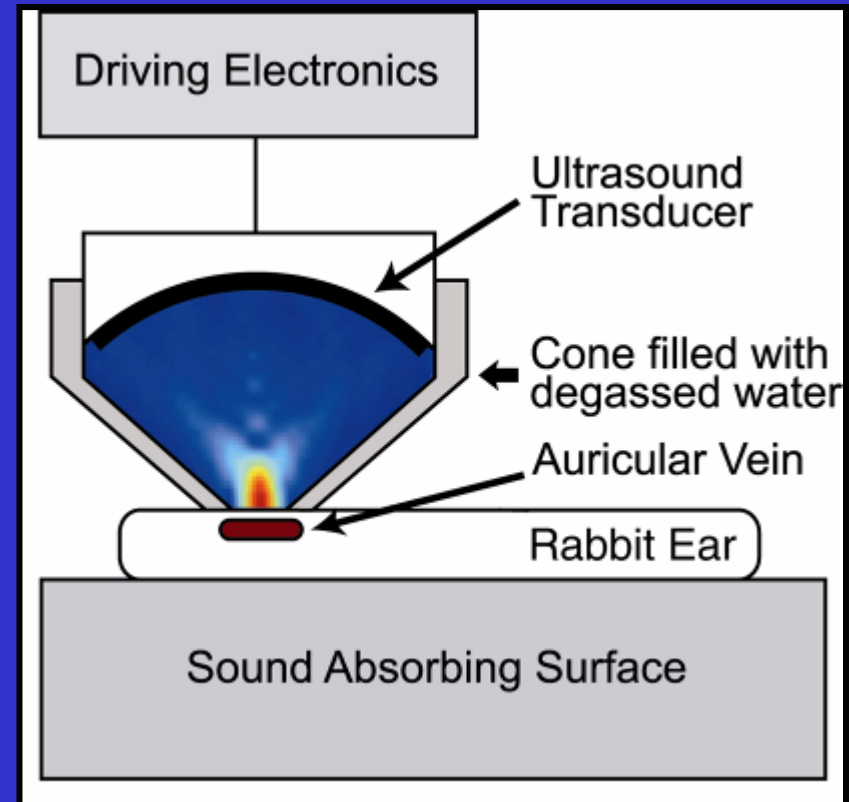 Driving Electronics
Ultrasound
Transducer
Cone filled with
degassed water
Auricular Vein
Rabbit Ear
Sound Absorbing Surface